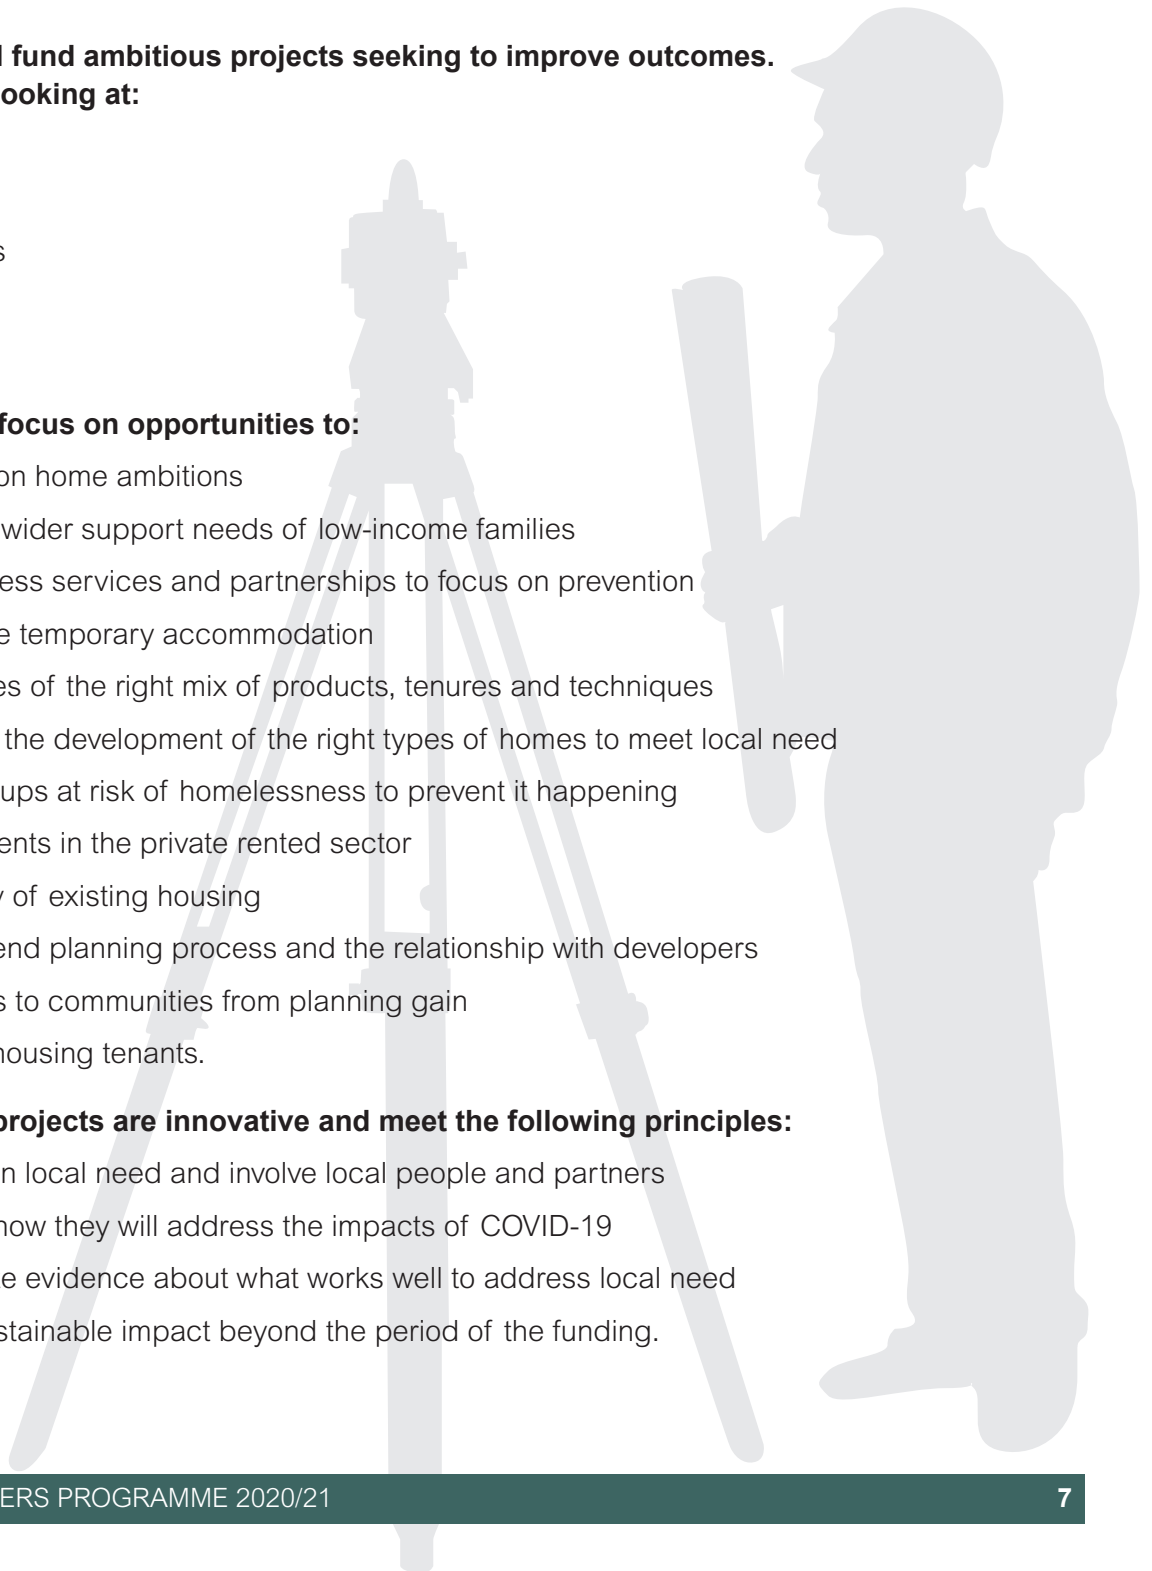 fund ambitious projects seeking to improve outcomes.
ooking at:
s
focus on opportunities to:
on home ambitions
wider support needs of low-income families
ess services and partnerships to focus on prevention
e temporary accommodation
es of the right mix of products, tenures and techniques
the development of the right types of homes to meet local need
ups at risk of homelessness to prevent it happening
ents in the private rented sector
y of existing housing
end planning process and the relationship with developers
s to communities from planning gain
housing tenants.
projects are innovative and meet the following principles:
n local need and involve local people and partners
how they will address the impacts of COVID-19
e evidence about what works well to address local need
stainable impact beyond the period of the funding.
ERS PROGRAMME 2020/21 7